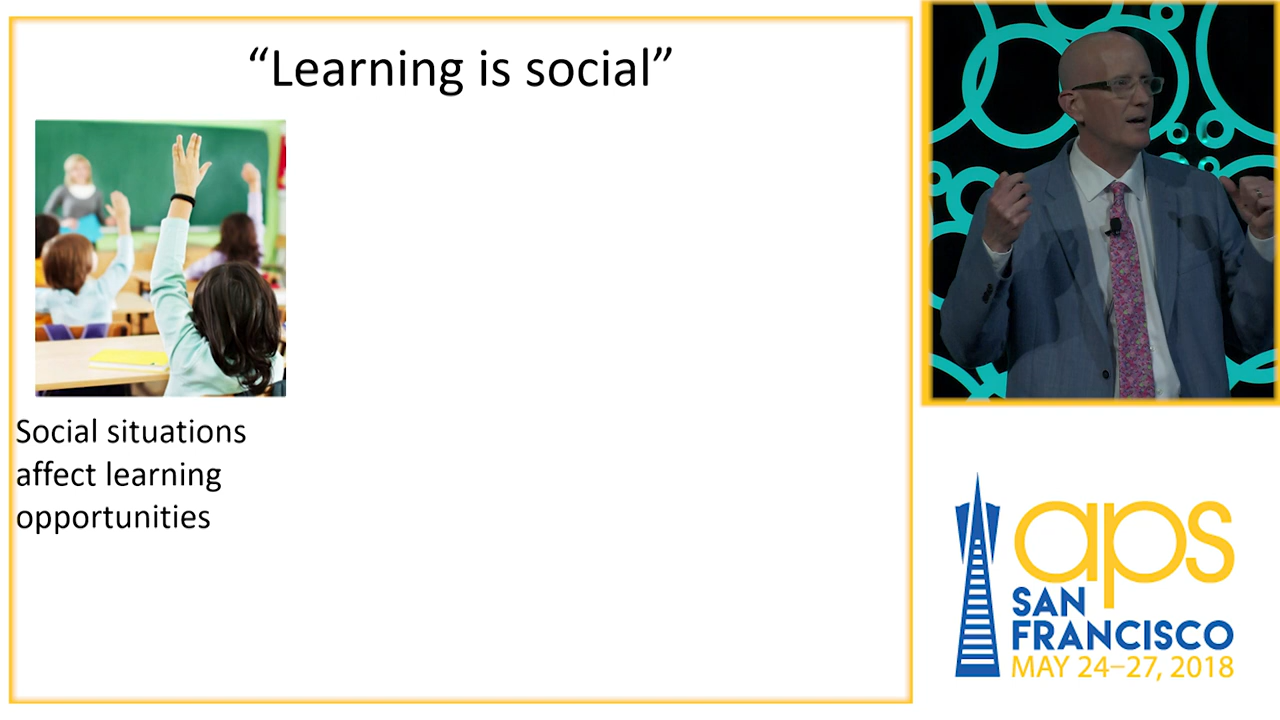 “Learning is social”
Social situations
affect learning
opportunities
aps
SAN
FRANCISCO
MAY 24–27, 2018